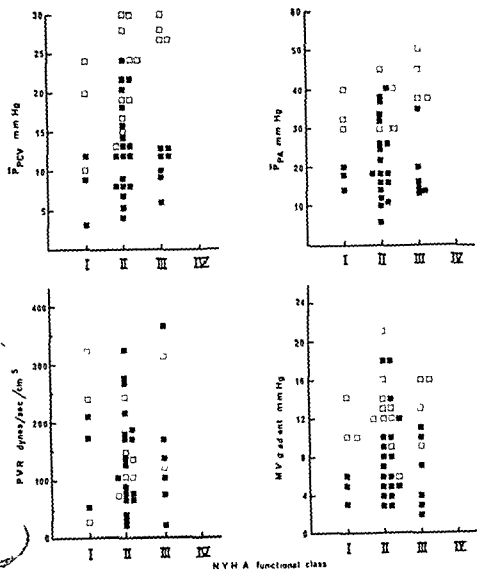 30
25
20
15
10
5
P̄PCV mm Hg
I II III IV
60
50
40
30
20
10
P̄PA mm Hg
I II III IV
400
300
200
100
0
PVR dynes/sec/cm 5
I II III IV
24
20
16
12
8
4
0
MV gradient mm Hg
I II III IV
NYHA functional class